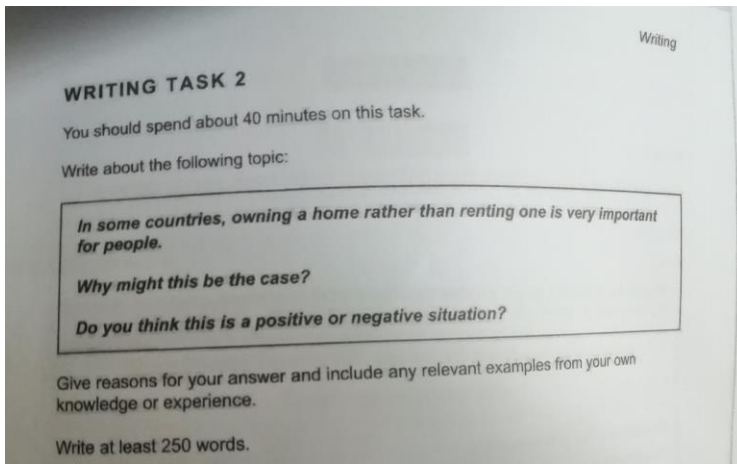 Writing
WRITING TASK 2
You should spend about 40 minutes on this task.
Write about the following topic:
In some countries, owning a home rather than renting one is very important
for people.
Why might this be the case?
Do you think this is a positive or negative situation?
Give reasons for your answer and include any relevant examples from your own
knowledge or experience.
Write at least 250 words.